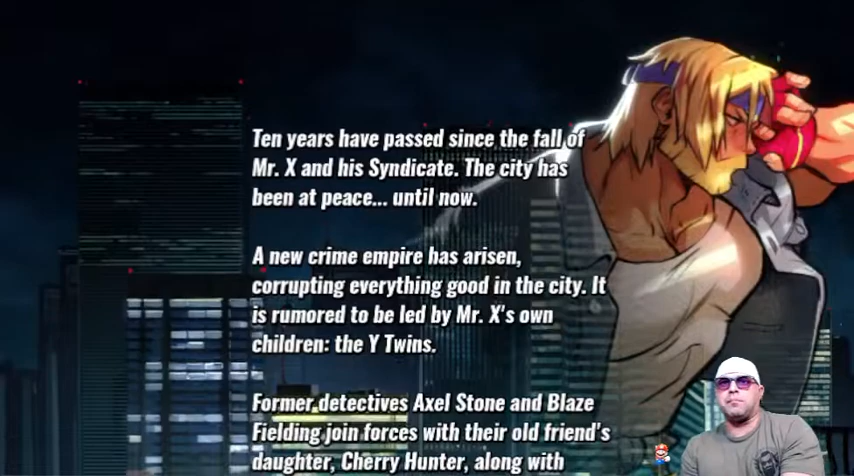 Ten years have passed since the fall of
Mr. X and his Syndicate. The city has
been at peace... until now.
A new crime empire has arisen,
corrupting everything good in the city. It
is rumored to be led by Mr. X's own
children: the Y Twins.
Former detectives Axel Stone and Blaze
Fielding join forces with their old friend's
daughter, Cherry Hunter, along with